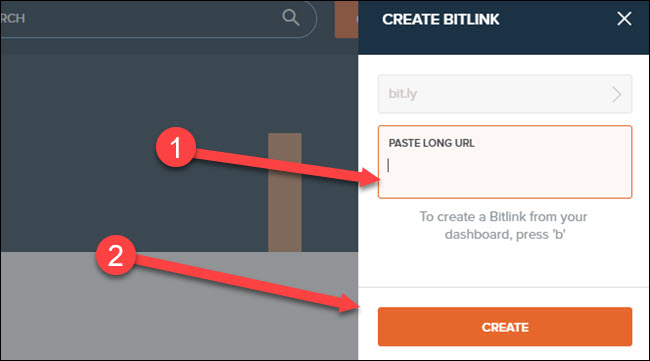 RCH
CREATE BITLINK
bit.ly
1
PASTE LONG URL
To create a Bitlink from your
dashboard, press 'b'
2
CREATE